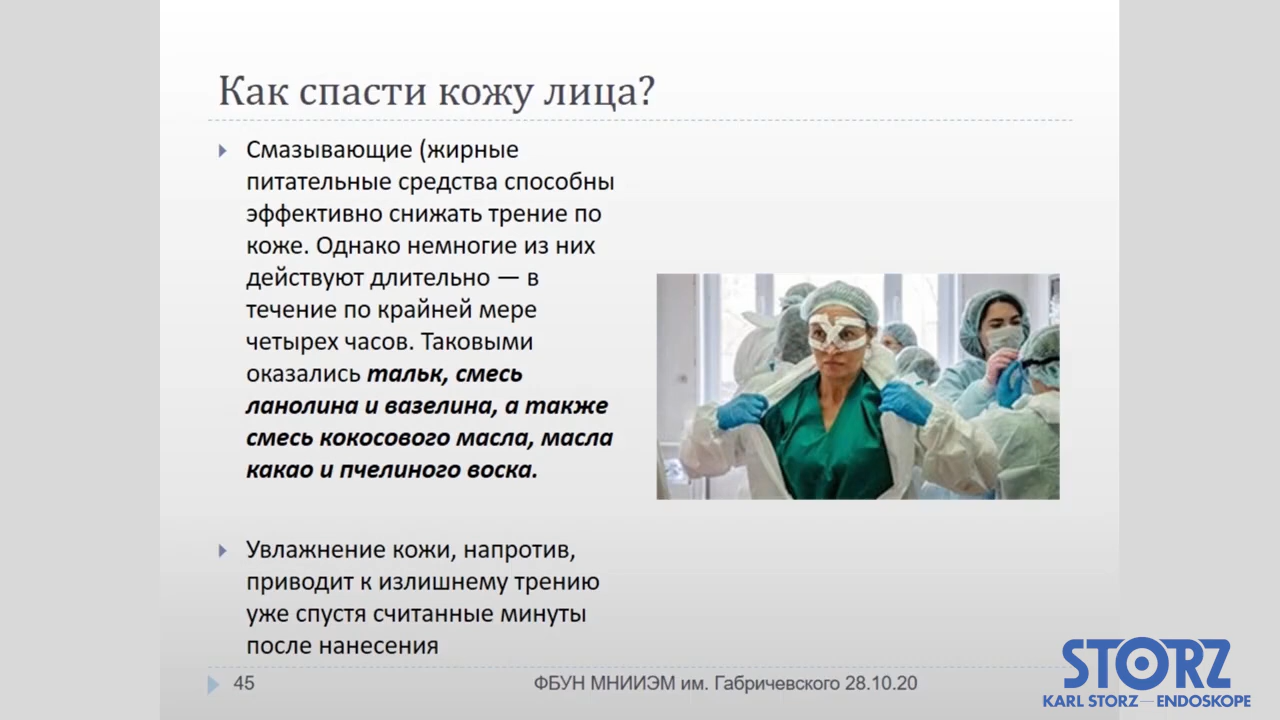 Как спасти кожу лица?
Смазывающие (жирные
питательные средства способны
эффективно снижать трение по
коже. Однако немногие из них
действуют длительно — в
течение по крайней мере
четырех часов. Таковыми
оказались тальк, смесь
ланолина и вазелина, а также
смесь кокосового масла, масла
какао и пчелиного воска.
Увлажнение кожи, напротив,
приводит к излишнему трению
уже спустя считанные минуты
после нанесения
45
ФБУН МНИИЭМ им. Габричевского 28.10.20
STORZ
KARL STORZ—ENDOSKOPE